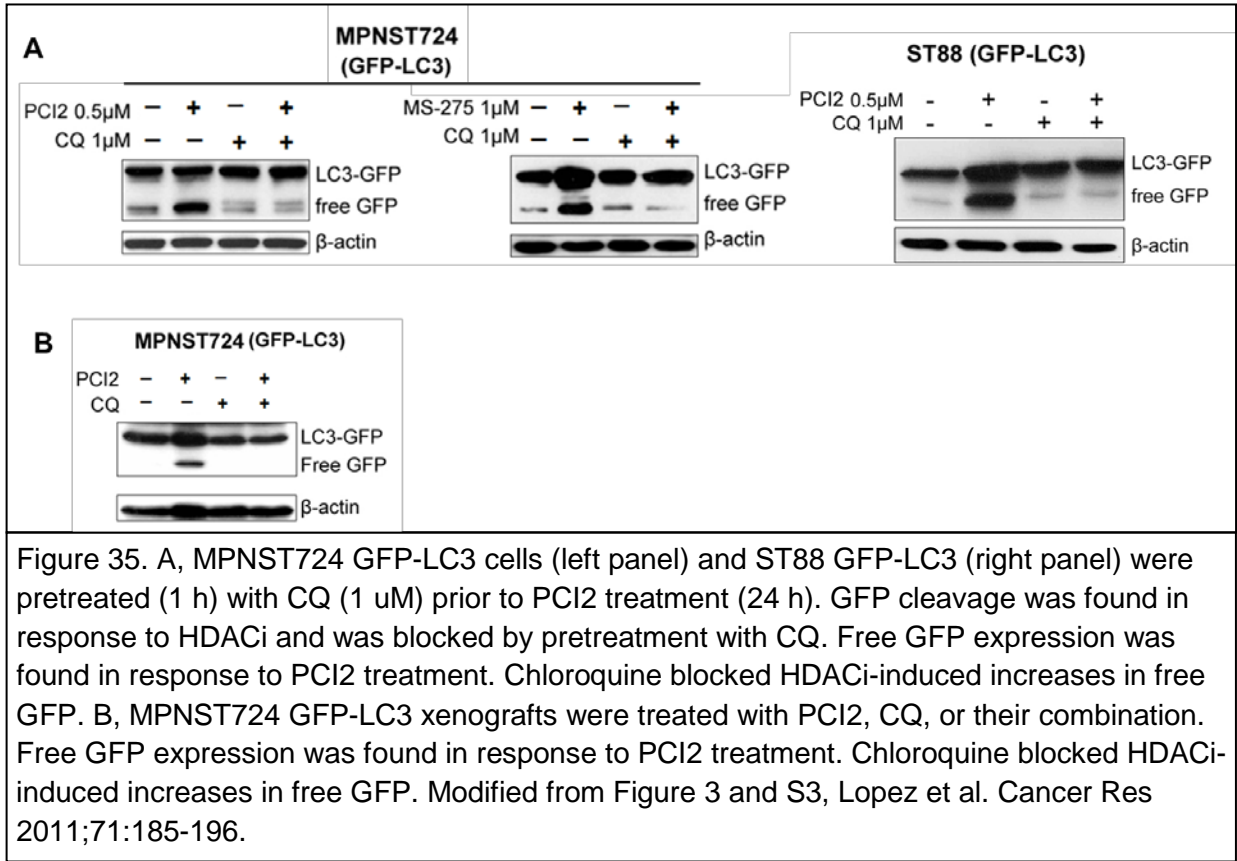 A
MPNST724
(GFP-LC3)
PCI2 0.5µM – + – +
CQ 1µM – – + +
LC3-GFP
free GFP
β-actin
MS-275 1µM – + – +
CQ 1µM – – + +
LC3-GFP
free GFP
β-actin
ST88 (GFP-LC3)
PCI2 0.5µM - + - +
CQ 1µM - - + +
LC3-GFP
free GFP
β-actin
B
MPNST724 (GFP-LC3)
PCI2 – + – +
CQ – – + +
LC3-GFP
Free GFP
β-actin
Figure 35. A, MPNST724 GFP-LC3 cells (left panel) and ST88 GFP-LC3 (right panel) were
pretreated (1 h) with CQ (1 uM) prior to PCI2 treatment (24 h). GFP cleavage was found in
response to HDACi and was blocked by pretreatment with CQ. Free GFP expression was
found in response to PCI2 treatment. Chloroquine blocked HDACi-induced increases in free
GFP. B, MPNST724 GFP-LC3 xenografts were treated with PCI2, CQ, or their combination.
Free GFP expression was found in response to PCI2 treatment. Chloroquine blocked HDACi-
induced increases in free GFP. Modified from Figure 3 and S3, Lopez et al. Cancer Res
2011;71:185-196.